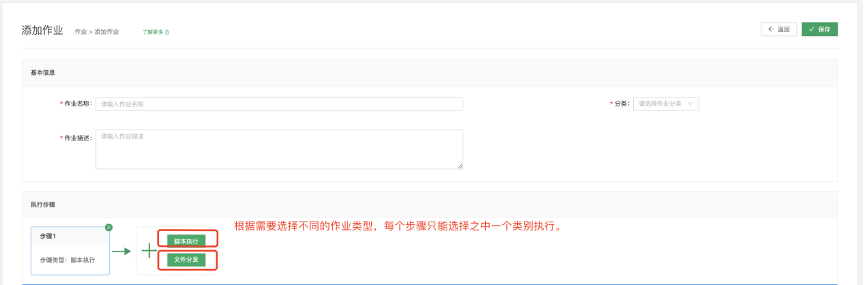 添加作业 作业 > 添加作业 了解更多 ← 返回 ✓ 保存
基本信息
* 作业名称： 请输入作业名称 * 分类： 请选择作业分类
* 作业描述： 请输入作业描述
执行步骤
根据需要选择不同的作业类型，每个步骤只能选择之中一个类别执行。
步骤1
脚本执行
步骤类型：脚本执行
文件分发